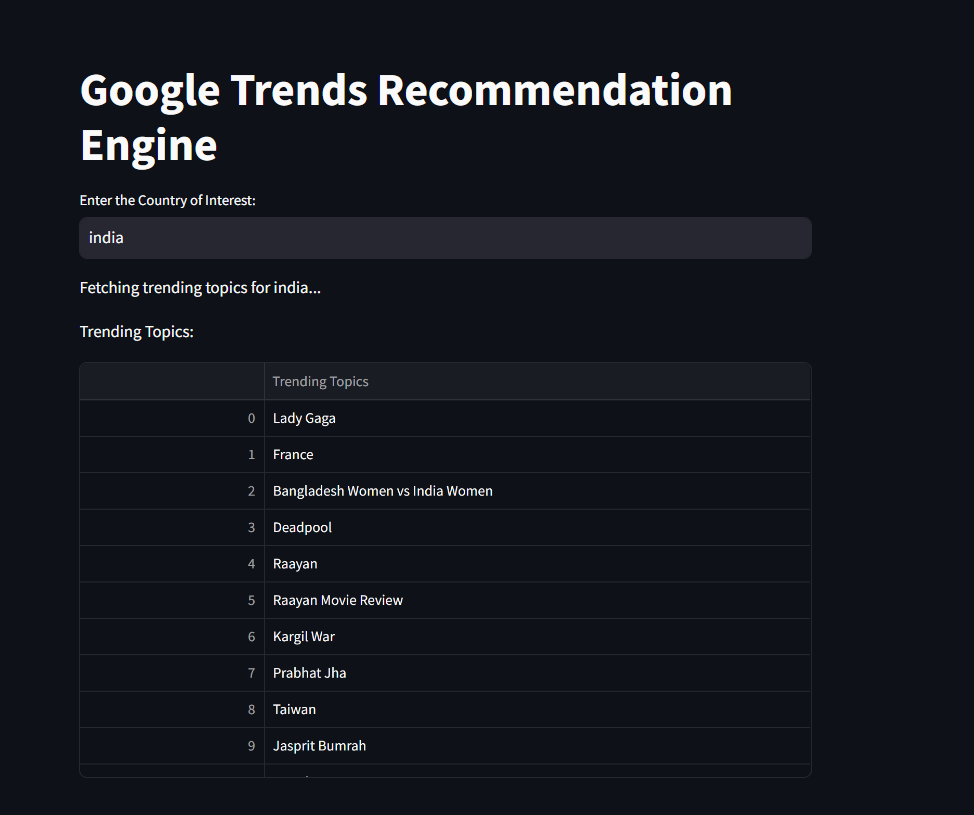 Google Trends Recommendation
Engine
Enter the Country of Interest:
india
Fetching trending topics for india...
Trending Topics:
Trending Topics
0 Lady Gaga
1 France
2 Bangladesh Women vs India Women
3 Deadpool
4 Raayan
5 Raayan Movie Review
6 Kargil War
7 Prabhat Jha
8 Taiwan
9 Jasprit Bumrah